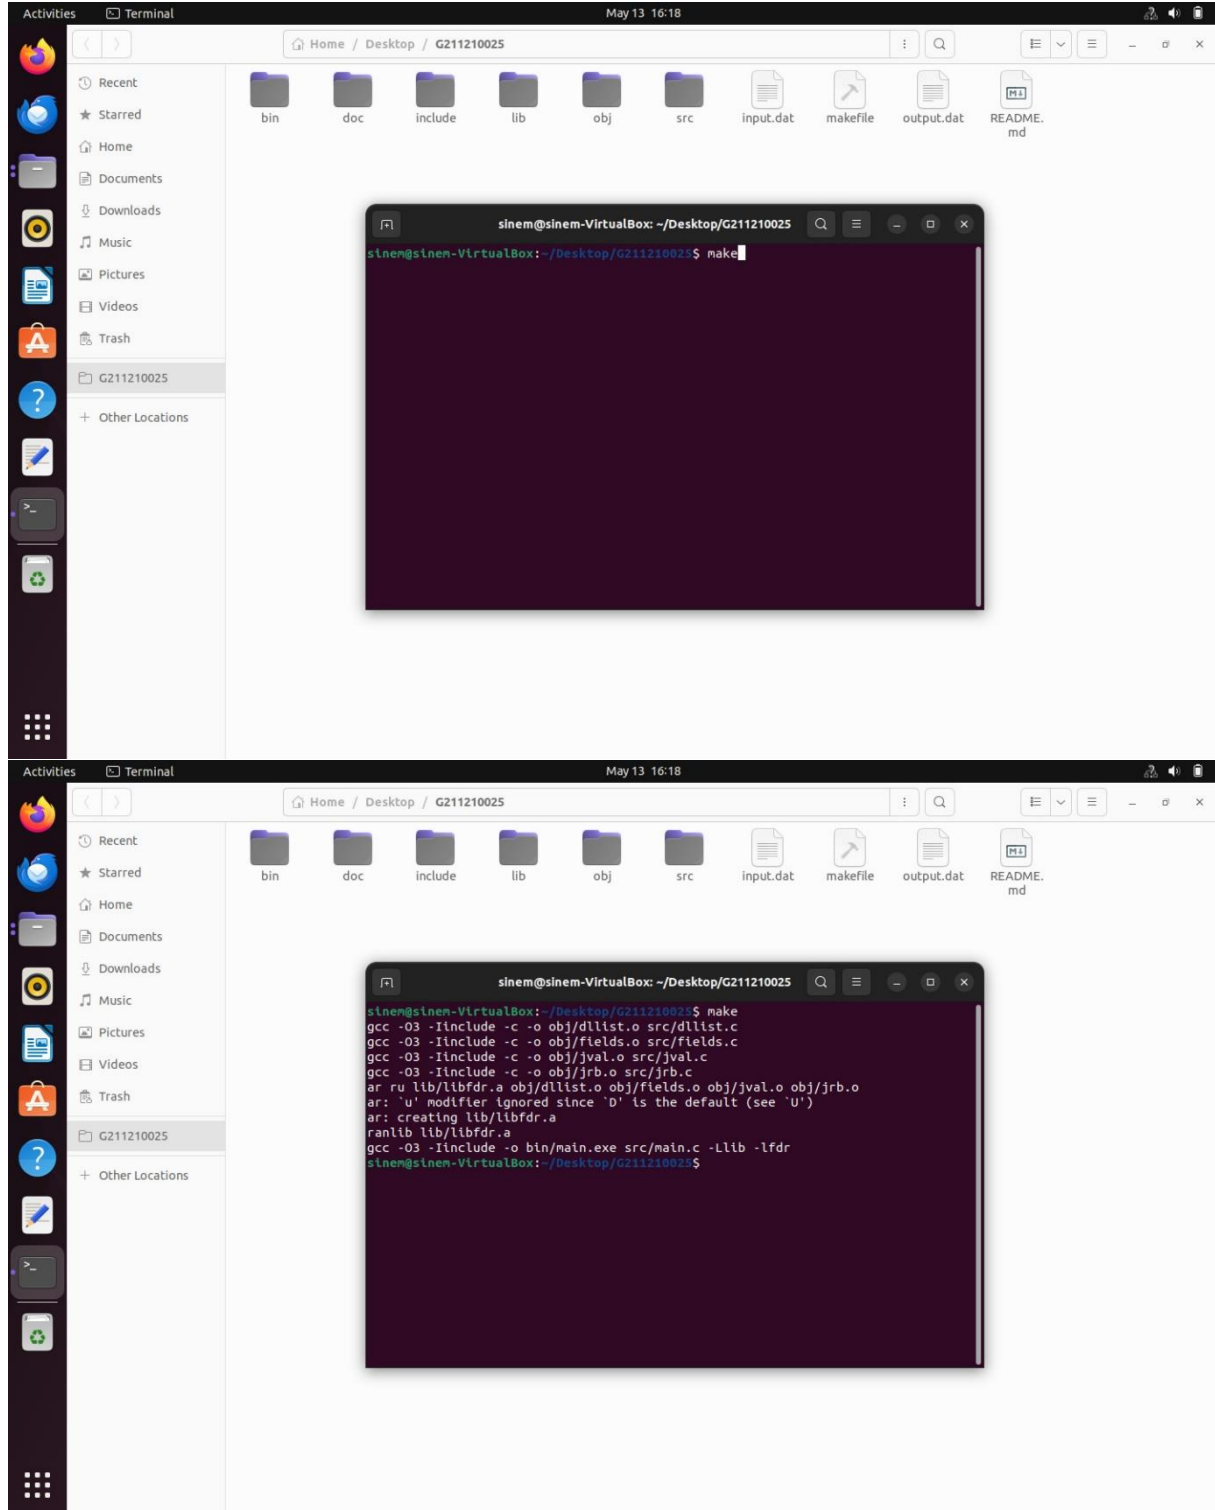 Activities Terminal May 13 16:18
Home / Desktop / G211210025
Recent
Starred
Home
Documents
Downloads
Music
Pictures
Videos
Trash
G211210025
+ Other Locations
bin doc include lib obj src input.dat makefile output.dat README.
md
sinem@sinem-VirtualBox: ~/Desktop/G211210025
sinem@sinem-VirtualBox:~/Desktop/G211210025$ make
Activities Terminal May 13 16:18
Home / Desktop / G211210025
Recent
Starred
Home
Documents
Downloads
Music
Pictures
Videos
Trash
G211210025
+ Other Locations
bin doc include lib obj src input.dat makefile output.dat README.
md
sinem@sinem-VirtualBox: ~/Desktop/G211210025
sinem@sinem-VirtualBox:~/Desktop/G211210025$ make
gcc -O3 -Iinclude -c -o obj/dllist.o src/dllist.c
gcc -O3 -Iinclude -c -o obj/fields.o src/fields.c
gcc -O3 -Iinclude -c -o obj/jval.o src/jval.c
gcc -O3 -Iinclude -c -o obj/jrb.o src/jrb.c
ar ru lib/libfdr.a obj/dllist.o obj/fields.o obj/jval.o obj/jrb.o
ar: `u' modifier ignored since `D' is the default (see `U')
ar: creating lib/libfdr.a
ranlib lib/libfdr.a
gcc -O3 -Iinclude -o bin/main.exe src/main.c -Llib -lfdr
sinem@sinem-VirtualBox:~/Desktop/G211210025$